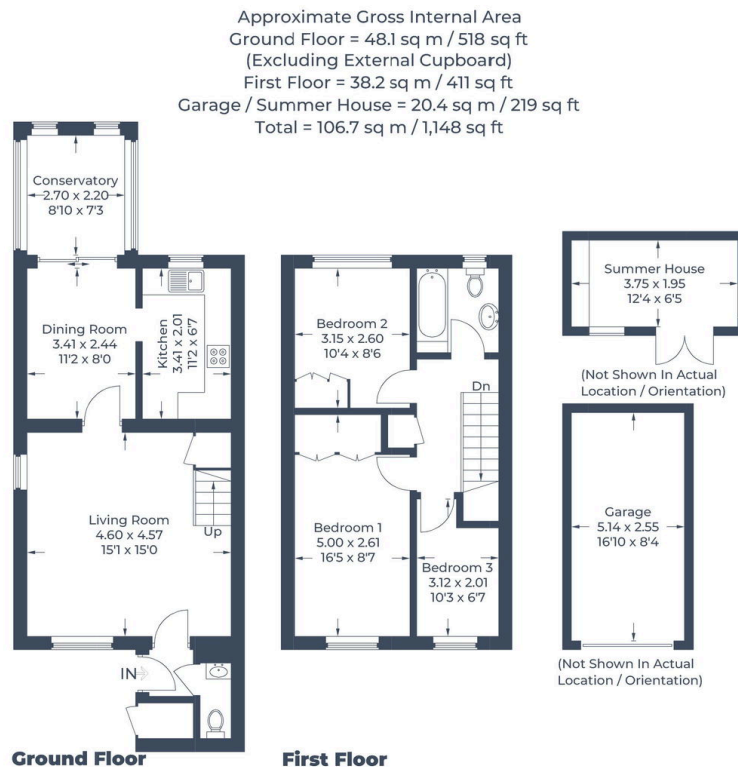 Approximate Gross Internal Area
Ground Floor = 48.1 sq m / 518 sq ft
(Excluding External Cupboard)
First Floor = 38.2 sq m / 411 sq ft
Garage / Summer House = 20.4 sq m / 219 sq ft
Total = 106.7 sq m / 1,148 sq ft
Conservatory
2.70 x 2.20
8'10 x 7'3
Dining Room
3.41 x 2.44
11'2 x 8'0
Kitchen
3.41 x 2.01
11'2 x 6'7
Living Room
4.60 x 4.57
15'1 x 15'0
Up
IN
Ground Floor
Bedroom 2
3.15 x 2.60
10'4 x 8'6
Dn
Bedroom 1
5.00 x 2.61
16'5 x 8'7
Bedroom 3
3.12 x 2.01
10'3 x 6'7
First Floor
Summer House
3.75 x 1.95
12'4 x 6'5
(Not Shown In Actual
Location / Orientation)
Garage
5.14 x 2.55
16'10 x 8'4
(Not Shown In Actual
Location / Orientation)